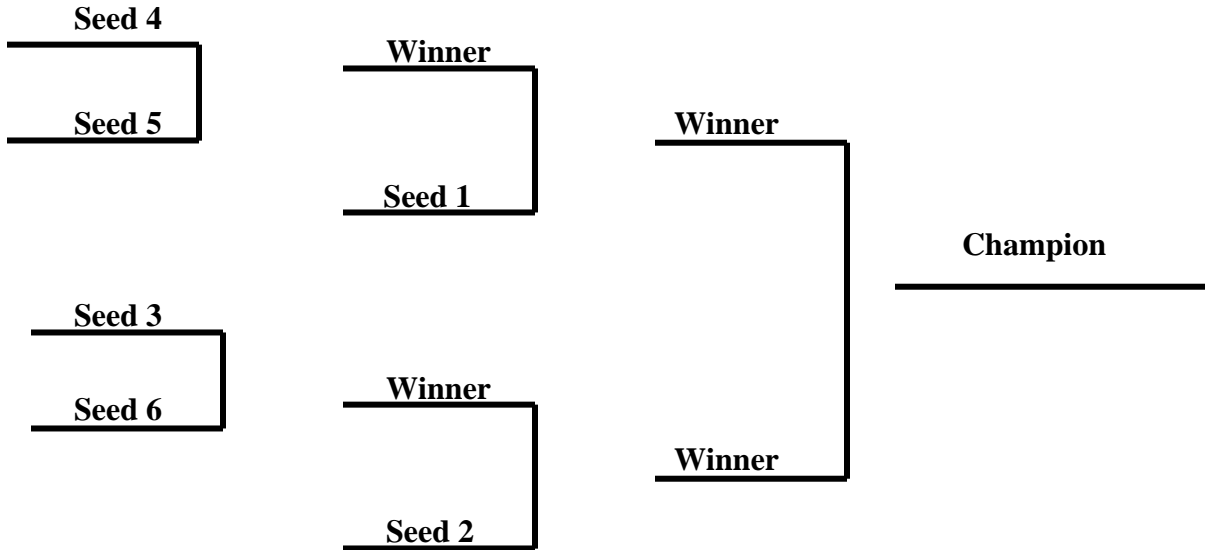 Seed 4
Winner
Seed 5
Winner
Seed 1
Champion
Seed 3
Winner
Seed 6
Winner
Seed 2